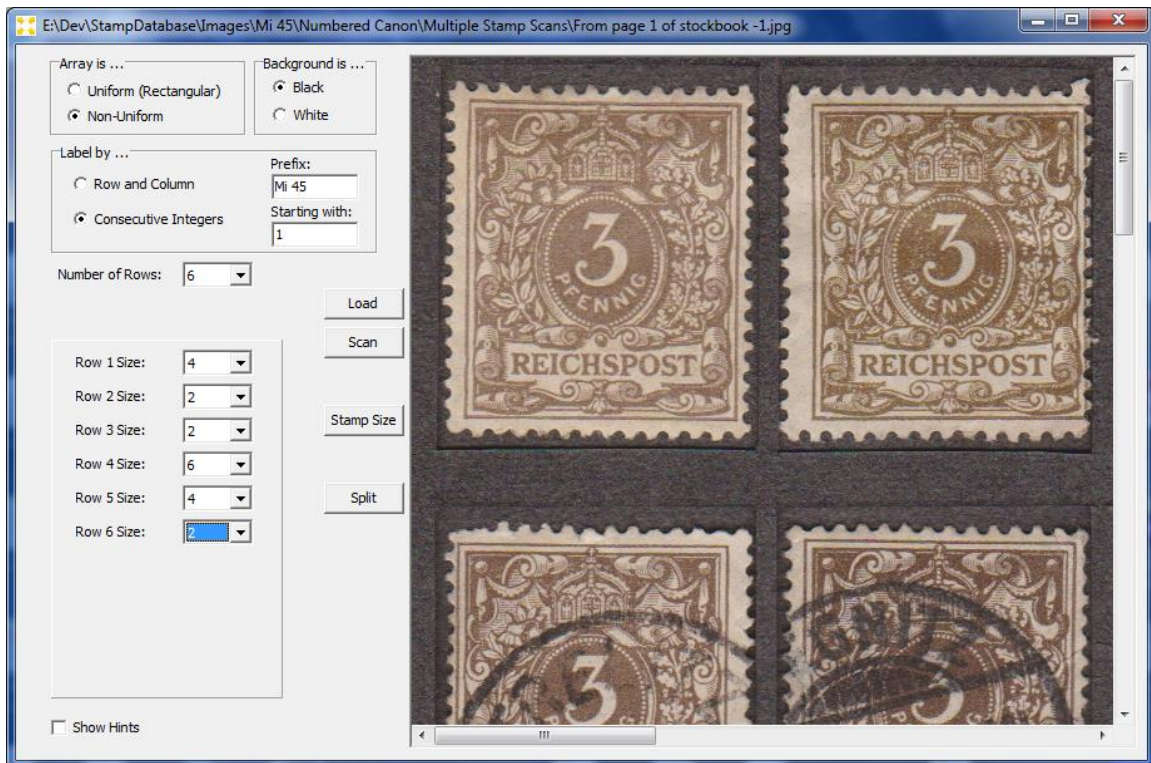 E:\Dev\StampDatabase\Images\Mi 45\Numbered Canon\Multiple Stamp Scans\From page 1 of stockbook -1.jpg
Array is ...
Uniform (Rectangular)
Non-Uniform
Background is ...
Black
White
Label by ...
Row and Column
Consecutive Integers
Prefix:
Mi 45
Starting with:
1
Number of Rows: 6
Load
Scan
Stamp Size
Split
Row 1 Size: 4
Row 2 Size: 2
Row 3 Size: 2
Row 4 Size: 6
Row 5 Size: 4
Row 6 Size: 2
Show Hints
3
PFENNIG
REICHSPOST
3
PFENNIG
REICHSPOST
3
3